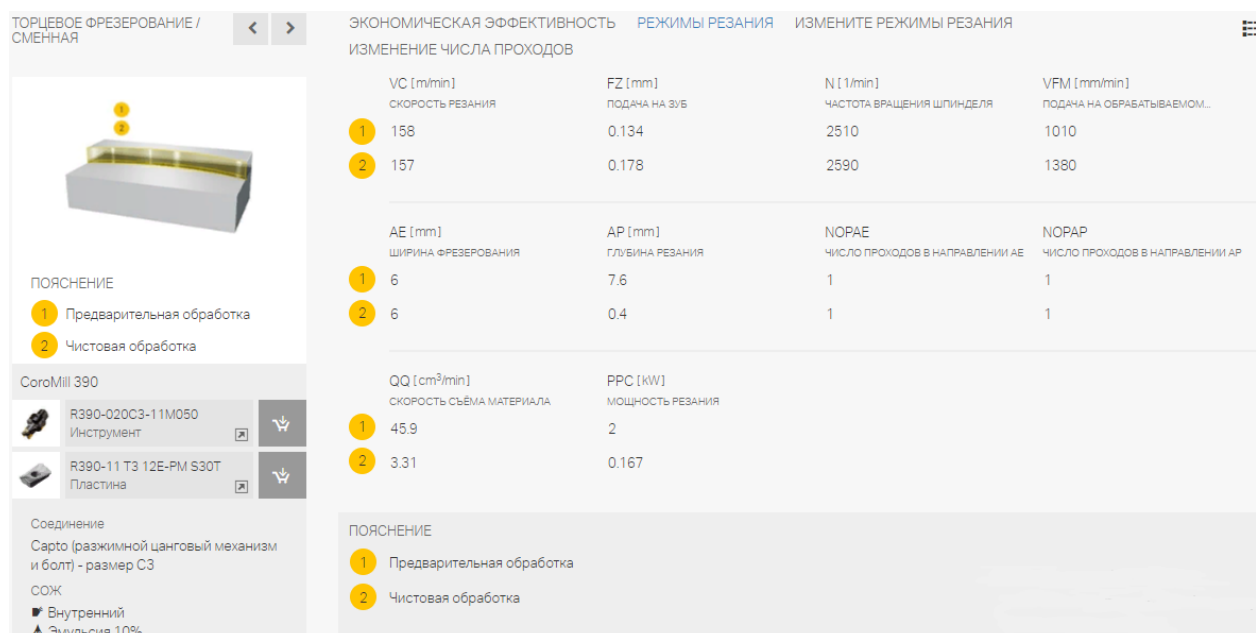 ТОРЦЕВОЕ ФРЕЗЕРОВАНИЕ /
СМЕННАЯ
1
2
ПОЯСНЕНИЕ
1 Предварительная обработка
2 Чистовая обработка
CoroMill 390
R390-020C3-11M050
Инструмент
R390-11 T3 12E-PM S30T
Пластина
Соединение
Capto (разжимной цанговый механизм
и болт) - размер C3
СОЖ
Внутренний
Эмульсия 10%
ЭКОНОМИЧЕСКАЯ ЭФФЕКТИВНОСТЬ РЕЖИМЫ РЕЗАНИЯ ИЗМЕНИТЕ РЕЖИМЫ РЕЗАНИЯ
ИЗМЕНЕНИЕ ЧИСЛА ПРОХОДОВ
VC [m/min] FZ [mm] N [1/min] VFM [mm/min]
СКОРОСТЬ РЕЗАНИЯ ПОДАЧА НА ЗУБ ЧАСТОТА ВРАЩЕНИЯ ШПИНДЕЛЯ ПОДАЧА НА ОБРАБАТЫВАЕМОМ...
1 158 0.134 2510 1010
2 157 0.178 2590 1380
AE [mm] AP [mm] NOPAE NOPAP
ШИРИНА ФРЕЗЕРОВАНИЯ ГЛУБИНА РЕЗАНИЯ ЧИСЛО ПРОХОДОВ В НАПРАВЛЕНИИ AE ЧИСЛО ПРОХОДОВ В НАПРАВЛЕНИИ AP
1 6 7.6 1 1
2 6 0.4 1 1
QQ [cm³/min] PPC [kW]
СКОРОСТЬ СЪЁМА МАТЕРИАЛА МОЩНОСТЬ РЕЗАНИЯ
1 45.9 2
2 3.31 0.167
ПОЯСНЕНИЕ
1 Предварительная обработка
2 Чистовая обработка